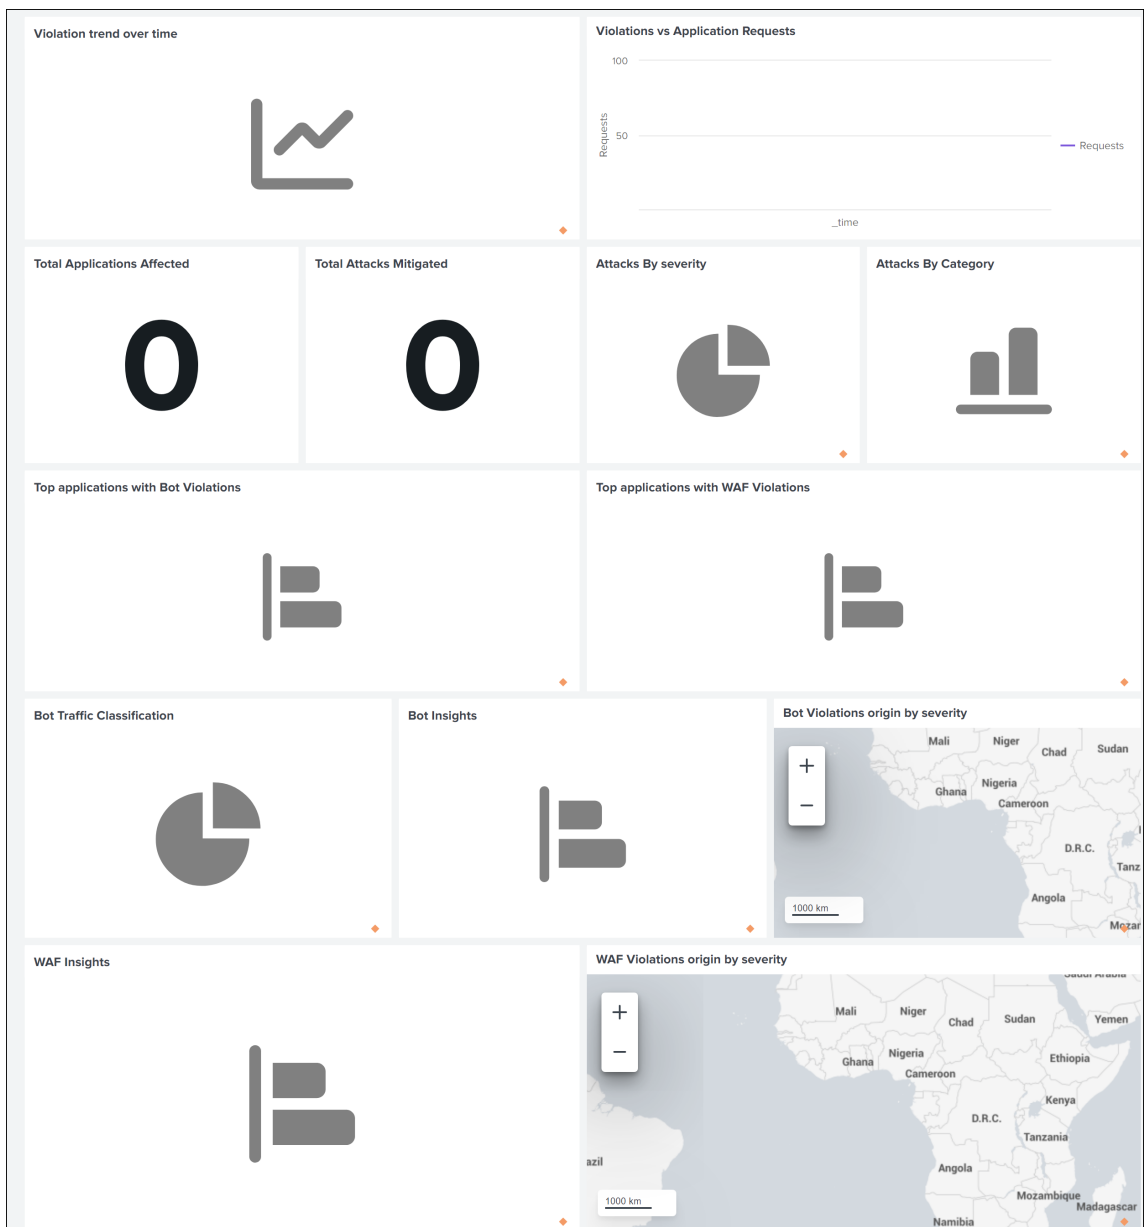 Violation trend over time
Violations vs Application Requests
100
Requests
50
Requests
_time
Total Applications Affected
Total Attacks Mitigated
Attacks By severity
Attacks By Category
0
0
Top applications with Bot Violations
Top applications with WAF Violations
Bot Traffic Classification
Bot Insights
Bot Violations origin by severity
+
−
Mali
Niger
Chad
Sudan
Nigeria
Ghana
Cameroon
D.R.C.
Tanz
Angola
1000 km
Mozar
WAF Insights
WAF Violations origin by severity
+
−
Saudi Arabia
Mali
Niger
Chad
Sudan
Yemen
Nigeria
Ghana
Ethiopia
Cameroon
Kenya
D.R.C.
Tanzania
azil
Angola
1000 km
Mozambique
Madagascar
Namibia